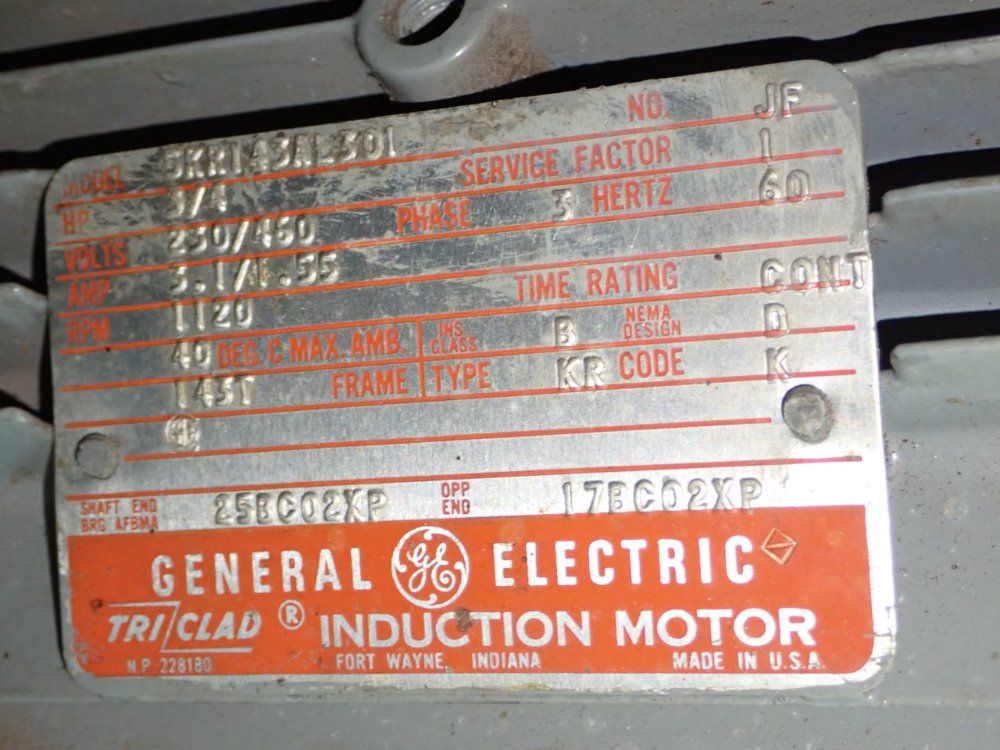 NO. JF
MODEL 5KR143AL301
SERVICE FACTOR 1
HP 3/4
PHASE 3 HERTZ 60
VOLTS 230/460
AMP 3.1/1.55
TIME RATING CONT
RPM 1120
40 DEG. C MAX. AMB. INS. CLASS B NEMA DESIGN D
143T FRAME TYPE KR CODE K
SHAFT END BRG AFBMA 25BC02XP OPP END 17BC02XP
GENERAL GE ELECTRIC
TRI/CLAD ® INDUCTION MOTOR
N.P. 228180 FORT WAYNE, INDIANA MADE IN U.S.A.